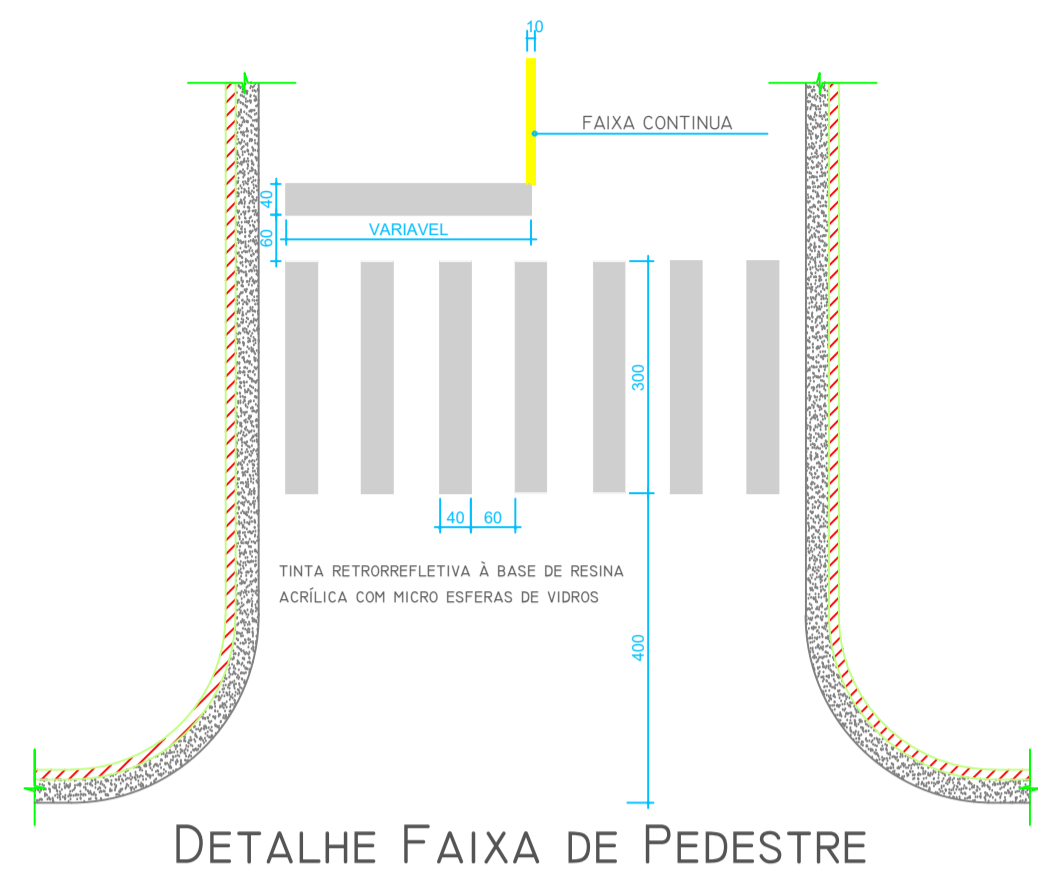 10
FAIXA CONTINUA
40
VARIAVEL
60
300
40
60
TINTA RETRORREFLETIVA À BASE DE RESINA
ACRÍLICA COM MICRO ESFERAS DE VIDROS
400
DETALHE FAIXA DE PEDESTRE